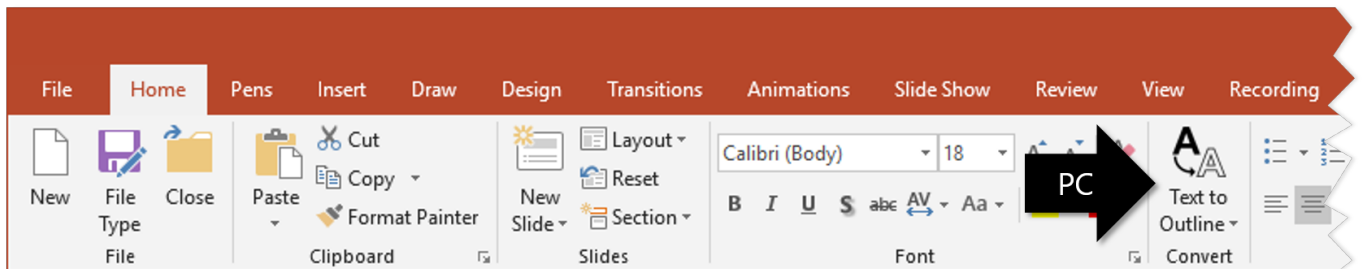 File Home Pens Insert Draw Design Transitions Animations Slide Show Review View Recording
New
File
Type
Close
File
Paste
Cut
Copy
Format Painter
Clipboard
New
Slide
Layout
Reset
Section
Slides
Calibri (Body) 18
B I U S abc AV Aa
Font
PC
Text to
Outline
Convert